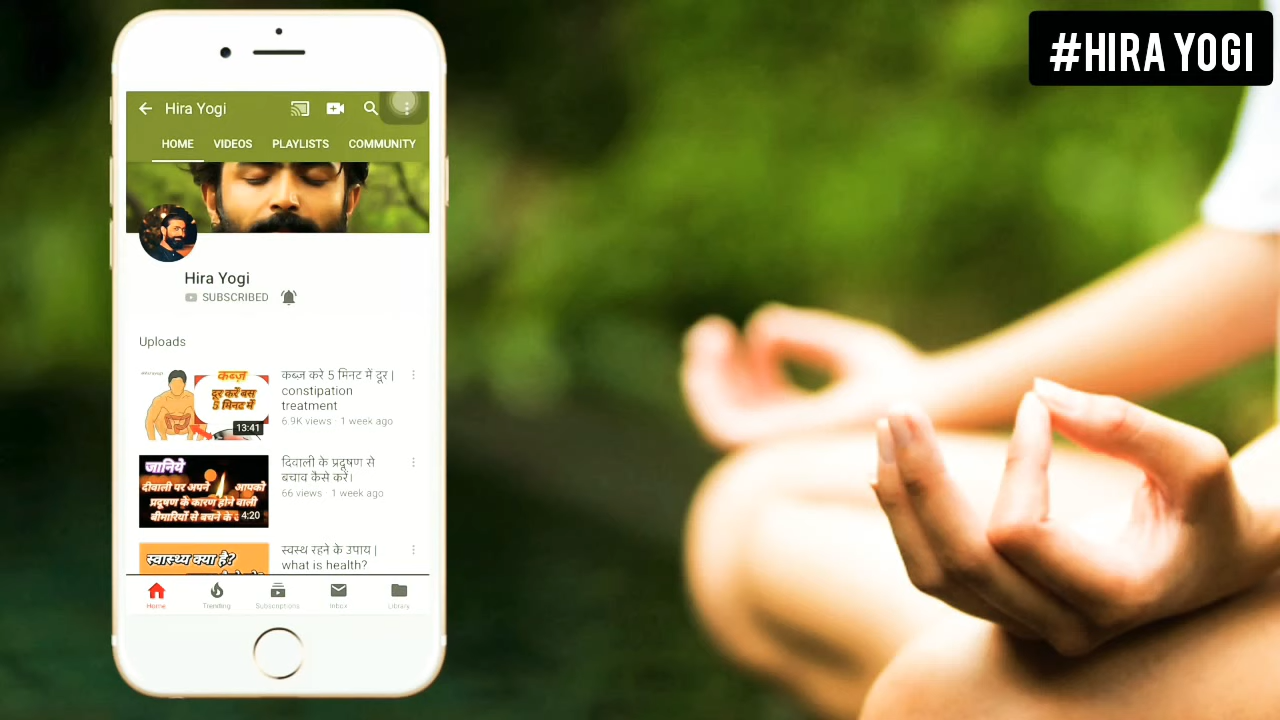 #HIRA YOGI
Hira Yogi
HOME VIDEOS PLAYLISTS COMMUNITY
Hira Yogi
SUBSCRIBED
Uploads
कब्ज़
दूर करें बस
5 मिनट में
13:41
कब्ज करे 5 मिनट में दूर |
constipation
treatment
6.9K views · 1 week ago
जानिये
दीवाली पर अपने आपको
प्रदूषण के कारण होने वाली
बीमारियों से बचने के
4:20
दिवाली के प्रदूषण से
बचाव कैसे करें।
66 views · 1 week ago
स्वास्थ्य क्या है?
स्वस्थ रहने के उपाय |
what is health?
Home Trending Subscriptions Inbox Library